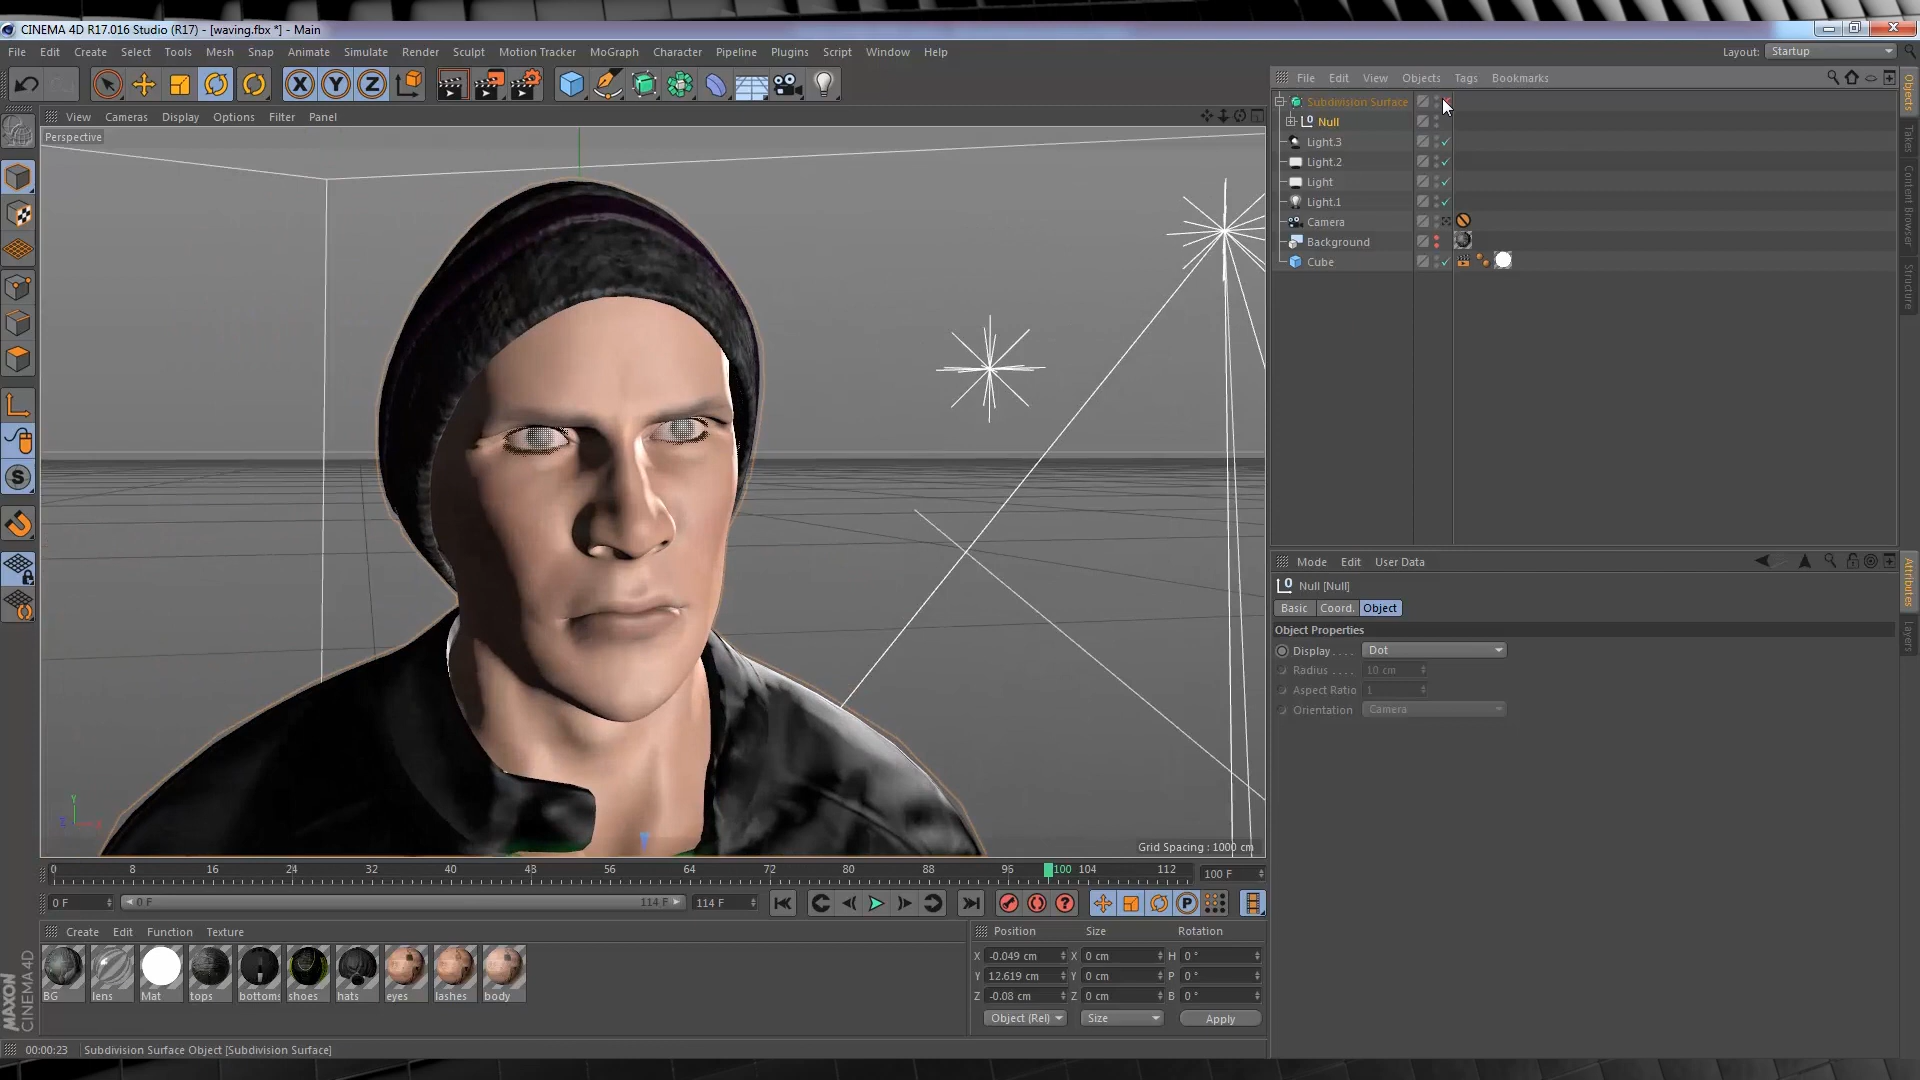 CINEMA 4D R17.016 Studio (R17) - [waving.fbx *] - Main
File Edit Create Select Tools Mesh Snap Animate Simulate Render Sculpt Motion Tracker MoGraph Character Pipeline Plugins Script Window Help
Layout: Startup
X Y Z
File Edit View Objects Tags Bookmarks
View Cameras Display Options Filter Panel
Perspective
Subdivision Surface
Null
Light.3
Light.2
Light
Light.1
Camera
Background
Cube
Objects
Takes
Content Browser
Structure
Mode Edit User Data
Null [Null]
Basic Coord. Object
Object Properties
Display . . . . Dot
Radius . . . . 10 cm
Aspect Ratio 1
Orientation Camera
Attributes
Layers
Y
Z
Grid Spacing : 1000 cm
0 8 16 24 32 40 48 56 64 72 80 88 96 100 104 112
100 F
0 F 0 F 114 F 114 F
P
Create Edit Function Texture
BG lens Mat tops bottoms shoes hats eyes lashes body
Position Size Rotation
X -0.049 cm X 0 cm H 0 °
Y 12.619 cm Y 0 cm P 0 °
Z -0.08 cm Z 0 cm B 0 °
Object (Rel) Size Apply
MAXON
CINEMA 4D
00:00:23 Subdivision Surface Object [Subdivision Surface]